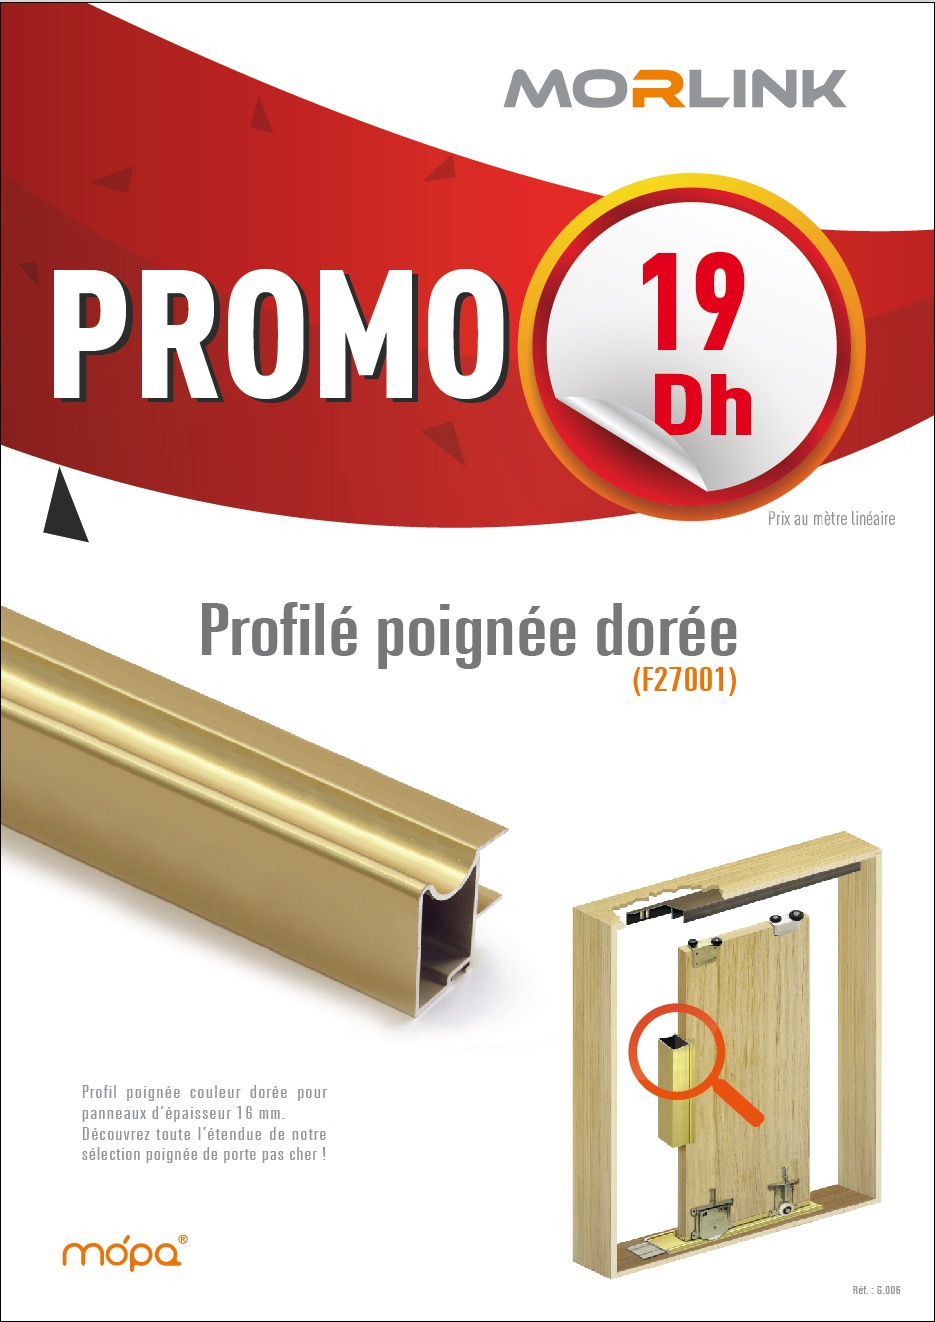 MORLINK
PROMO
19
Dh
Prix au mètre linéaire
Profilé poignée dorée
(F27001)
Profil poignée couleur dorée pour
panneaux d'épaisseur 16 mm.
Découvrez toute l'étendue de notre
sélection poignée de porte pas cher !
mópa®
Réf. : G.006